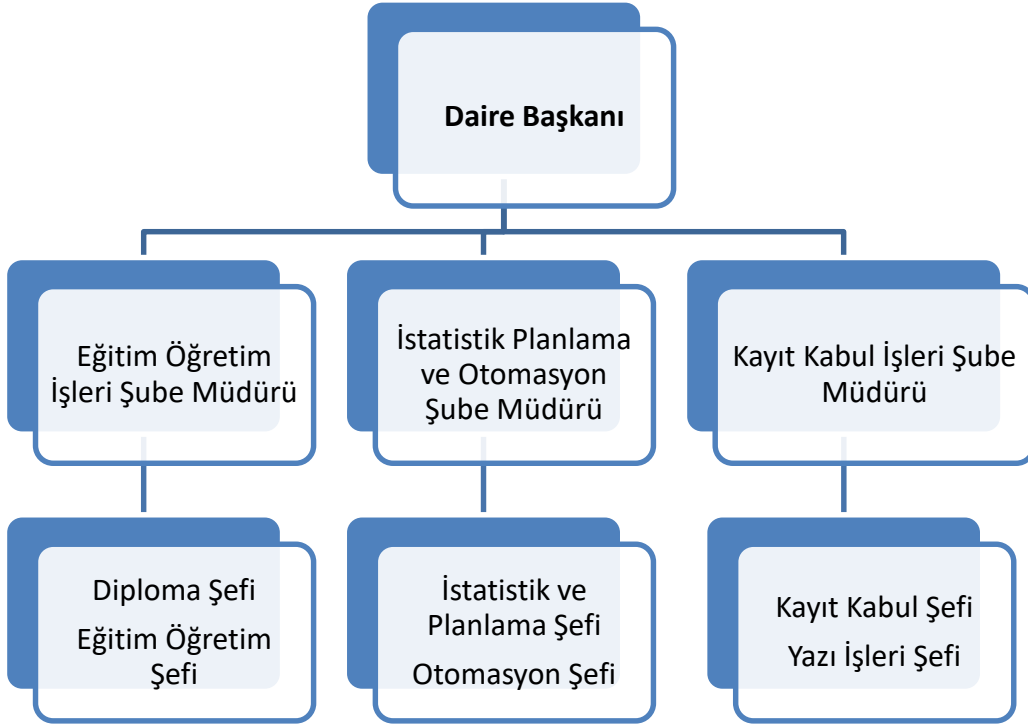 Daire Başkanı
Eğitim Öğretim
İşleri Şube Müdürü
İstatistik Planlama
ve Otomasyon
Şube Müdürü
Kayıt Kabul İşleri Şube
Müdürü
Diploma Şefi
Eğitim Öğretim
Şefi
İstatistik ve
Planlama Şefi
Otomasyon Şefi
Kayıt Kabul Şefi
Yazı İşleri Şefi